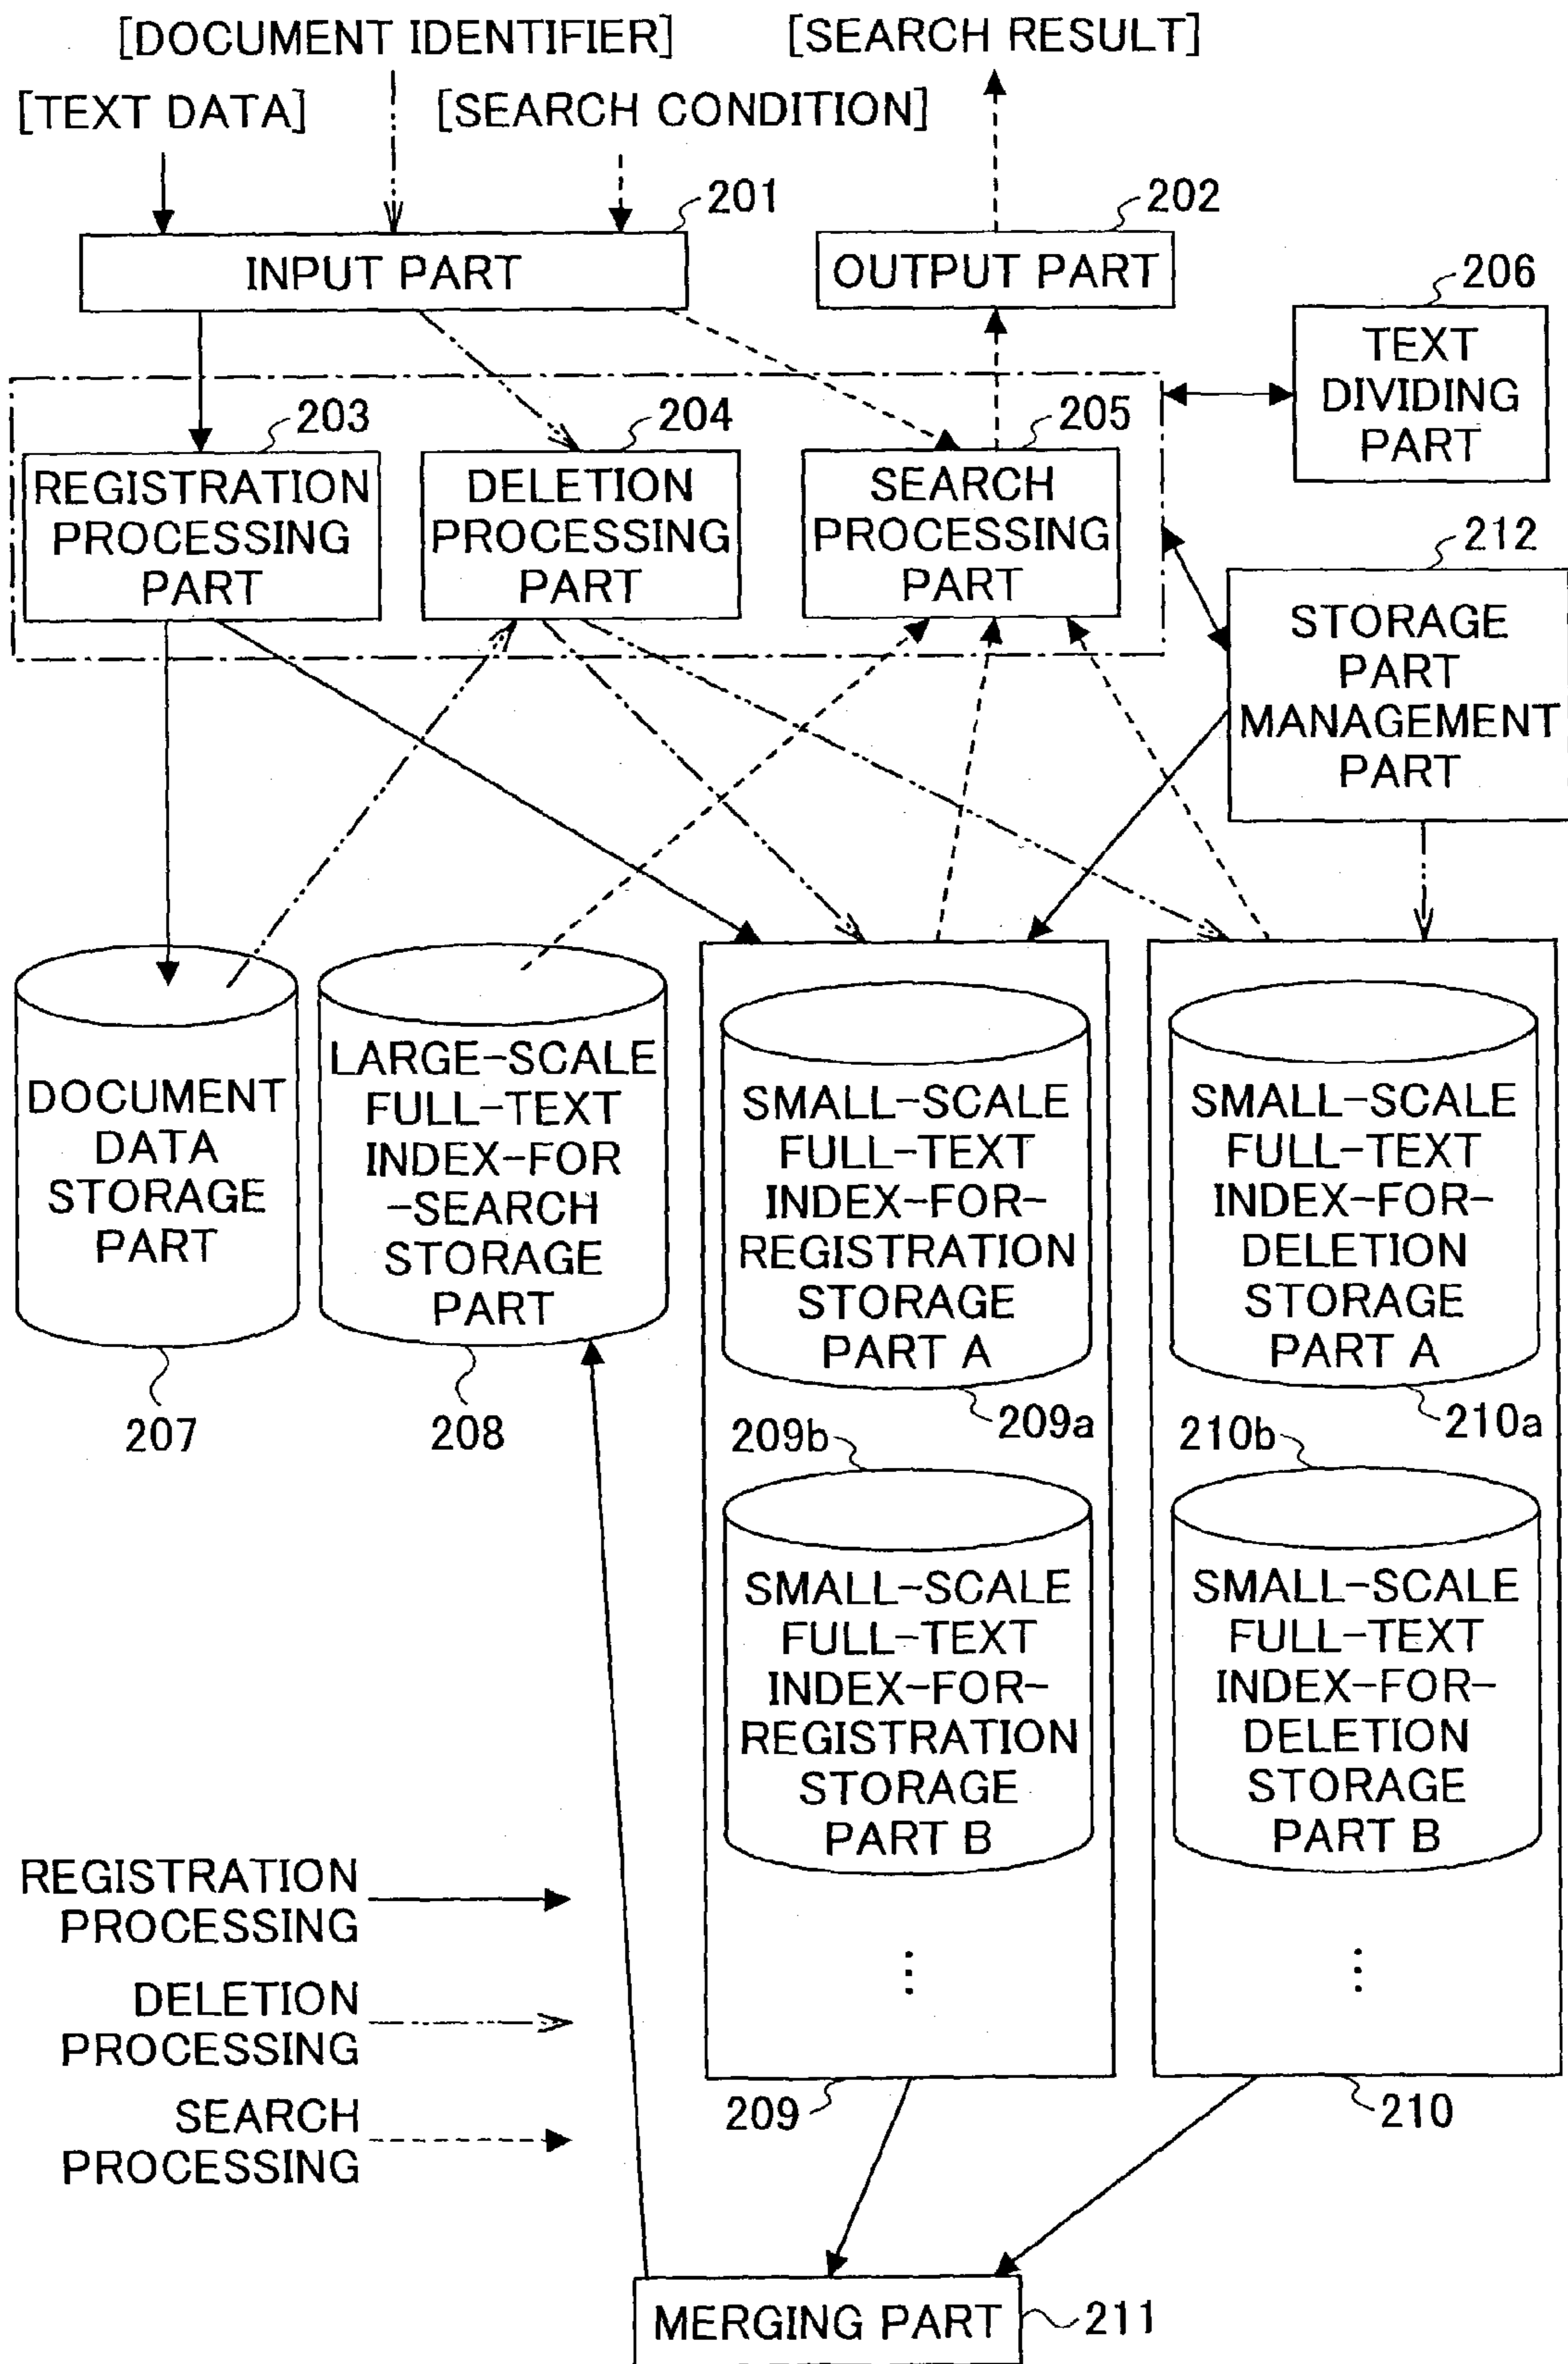 [DOCUMENT IDENTIFIER]
[SEARCH RESULT]
[TEXT DATA]
[SEARCH CONDITION]
201
202
INPUT PART
OUTPUT PART
206
TEXT
DIVIDING
PART
203
204
205
REGISTRATION
PROCESSING
PART
DELETION
PROCESSING
PART
SEARCH
PROCESSING
PART
212
STORAGE
PART
MANAGEMENT
PART
DOCUMENT
DATA
STORAGE
PART
LARGE-SCALE
FULL-TEXT
INDEX-FOR
-SEARCH
STORAGE
PART
SMALL-SCALE
FULL-TEXT
INDEX-FOR-
REGISTRATION
STORAGE
PART A
SMALL-SCALE
FULL-TEXT
INDEX-FOR-
DELETION
STORAGE
PART A
207
208
209a
210a
209b
210b
SMALL-SCALE
FULL-TEXT
INDEX-FOR-
REGISTRATION
STORAGE
PART B
SMALL-SCALE
FULL-TEXT
INDEX-FOR-
DELETION
STORAGE
PART B
REGISTRATION
PROCESSING
DELETION
PROCESSING
SEARCH
PROCESSING
209
210
MERGING PART
211